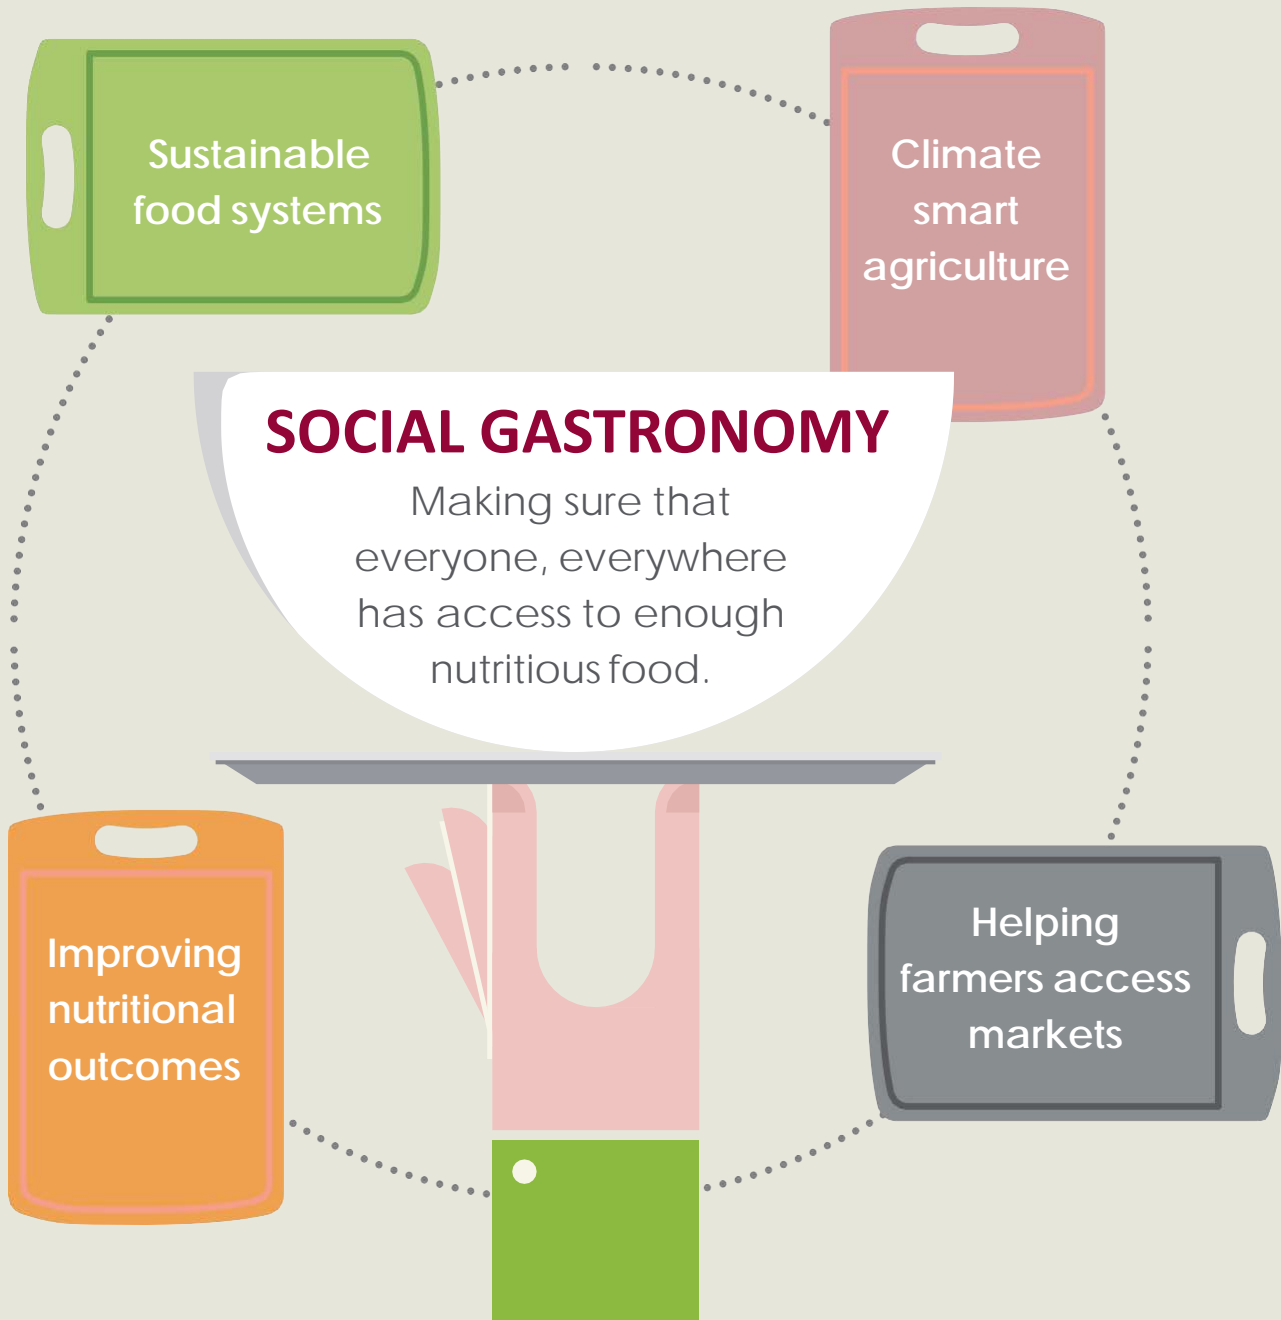 Sustainable
food systems
Climate
smart
agriculture
SOCIAL GASTRONOMY
Making sure that
everyone, everywhere
has access to enough
nutritious food.
Improving
nutritional
outcomes
Helping
farmers access
markets